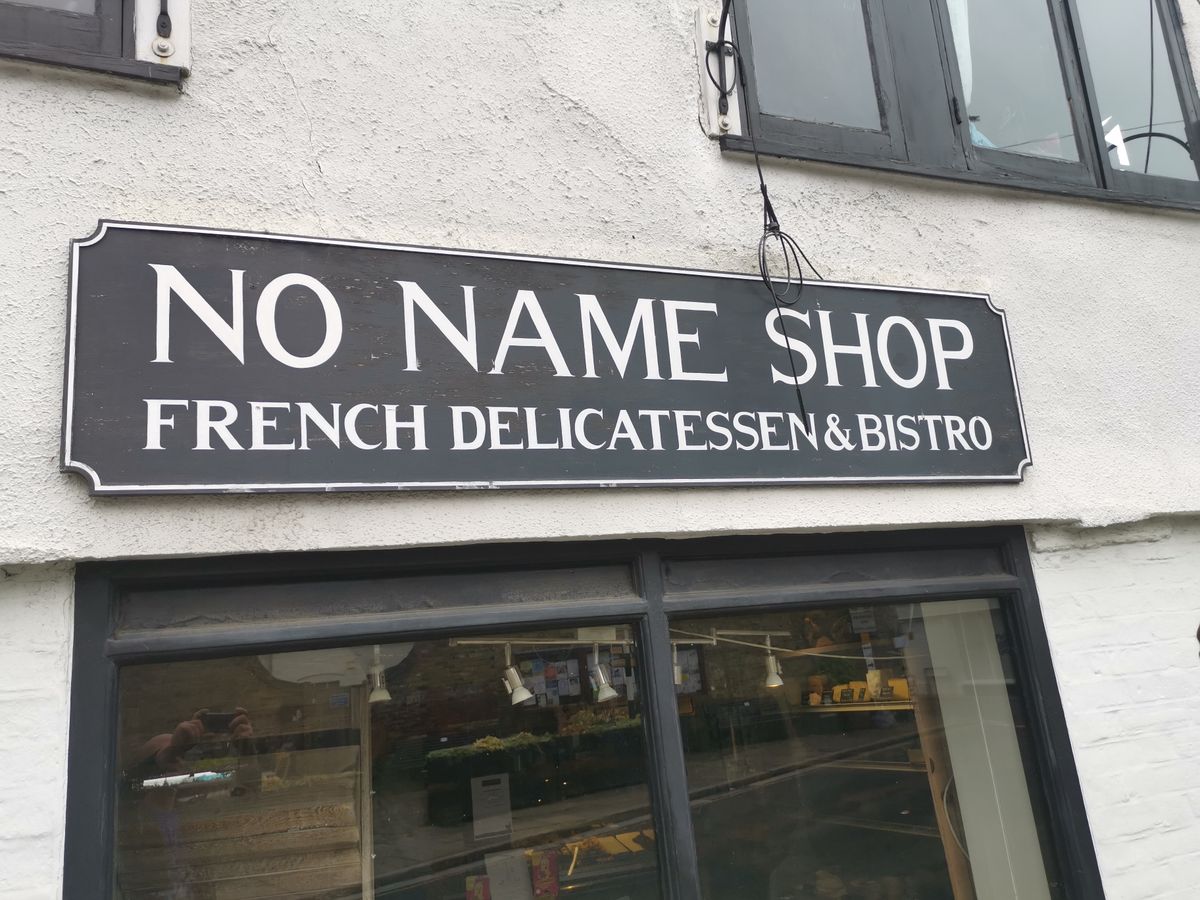 NO NAME SHOP
FRENCH DELICATESSEN & BISTRO